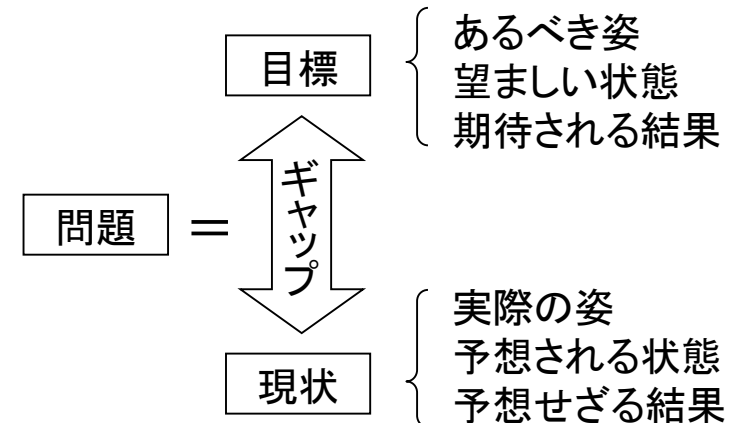 目標
あるべき姿
望ましい状態
期待される結果
問題
＝
ギャップ
現状
実際の姿
予想される状態
予想せざる結果